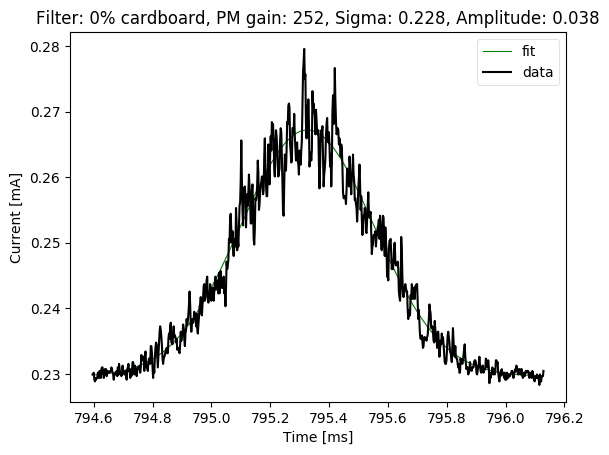 Filter: 0% cardboard, PM gain: 252, Sigma: 0.228, Amplitude: 0.038
fit
data
0.28
0.27
0.26
0.25
0.24
0.23
Current [mA]
794.6 794.8 795.0 795.2 795.4 795.6 795.8 796.0 796.2
Time [ms]